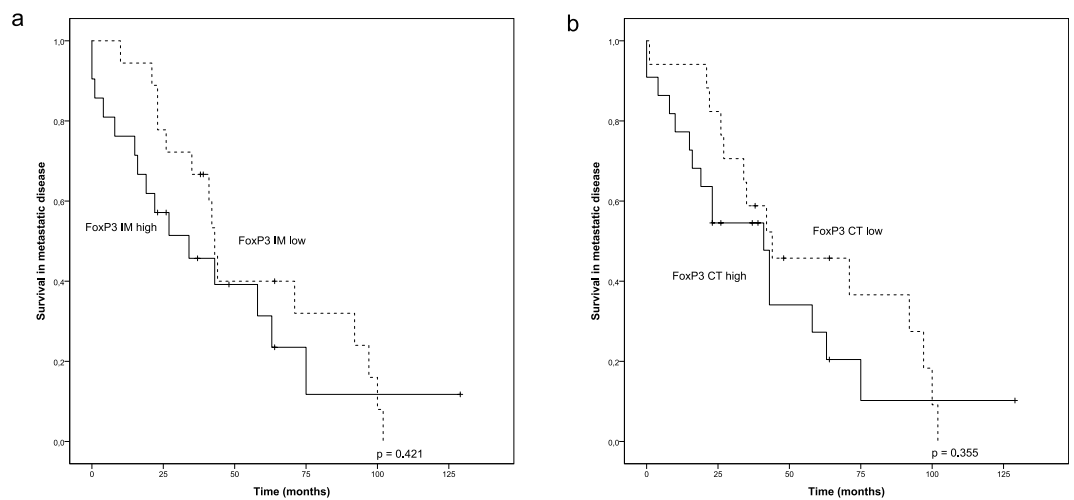 a
1,0
0,8
0,6
0,4
0,2
0,0
Survival in metastatic disease
FoxP3 IM high
FoxP3 IM low
p = 0.421
0
25
50
75
100
125
Time (months)
b
1,0
0,8
0,6
0,4
0,2
0,0
Survival in metastatic disease
FoxP3 CT low
FoxP3 CT high
p = 0.355
0
25
50
75
100
125
Time (months)